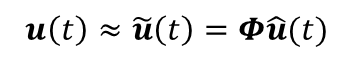 𝒖(𝑡) ≈ 𝒖̃(𝑡) = 𝜱𝒖̂(𝑡)